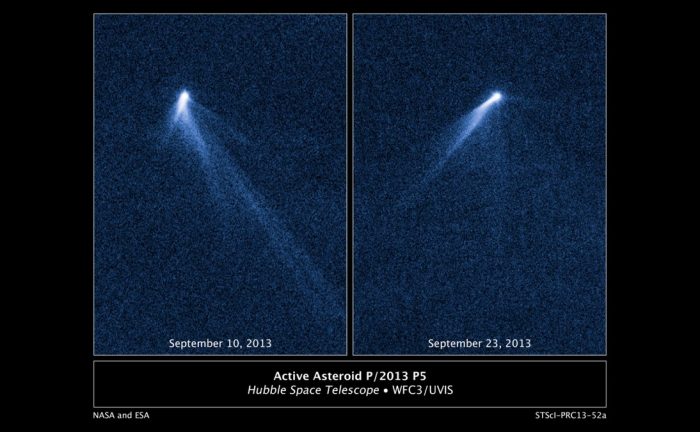 September 10, 2013
September 23, 2013
Active Asteroid P/2013 P5
Hubble Space Telescope • WFC3/UVIS
NASA and ESA
STScI-PRC13-52a